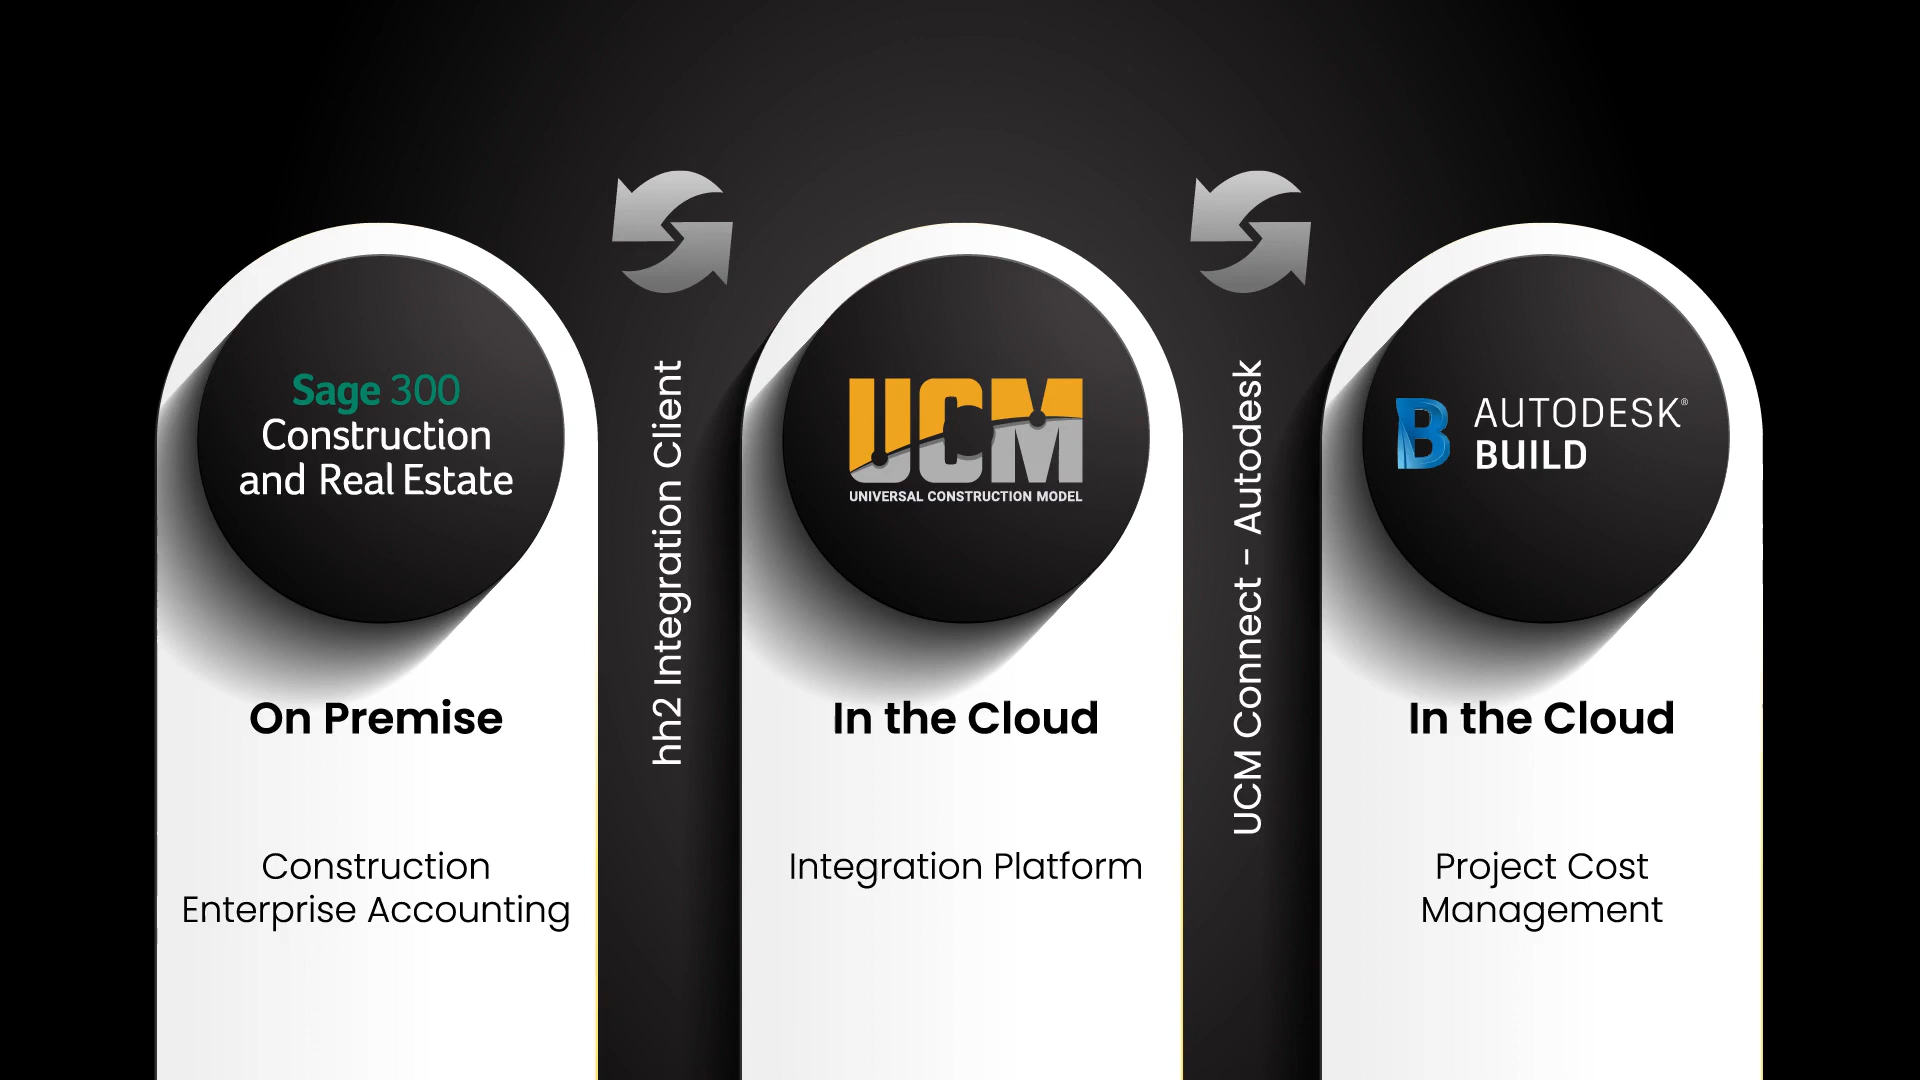 Sage 300
Construction
and Real Estate
On Premise
Construction
Enterprise Accounting
hh2 Integration Client
UCM
UNIVERSAL CONSTRUCTION MODEL
In the Cloud
Integration Platform
UCM Connect - Autodesk
B
AUTODESK®
BUILD
In the Cloud
Project Cost
Management